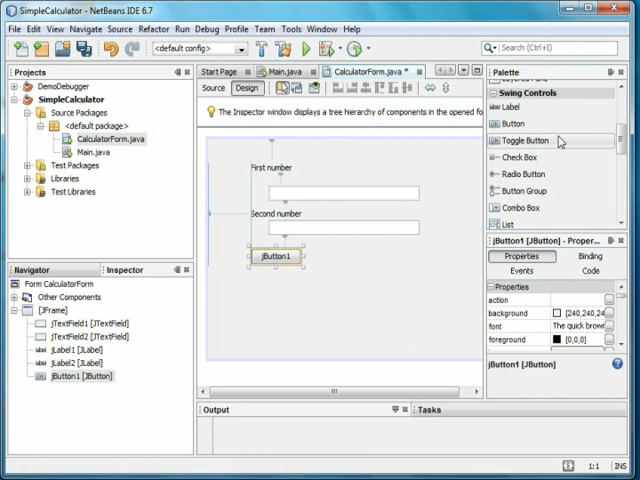 SimpleCalculator - NetBeans IDE 6.7
File Edit View Navigate Source Refactor Run Debug Profile Team Tools Window Help
<default config>
Search (Ctrl+I)
Projects
DemoDebugger
SimpleCalculator
Source Packages
<default package>
CalculatorForm.java
Main.java
Test Packages
Libraries
Test Libraries
Navigator Inspector
Form CalculatorForm
Other Components
[JFrame]
jTextField1 [JTextField]
jTextField2 [JTextField]
jLabel1 [JLabel]
jLabel2 [JLabel]
jButton1 [JButton]
Start Page Main.java CalculatorForm.java *
Source Design
The Inspector window displays a tree hierarchy of components in the opened fo
First number
Second number
jButton1
Output Tasks
Palette
Swing Controls
Label
Button
Toggle Button
Check Box
Radio Button
Button Group
Combo Box
List
jButton1 [JButton] - Proper...
Properties Binding
Events Code
Properties
action
background [240,240,24
font The quick brow
foreground [0,0,0]
jButton1 [JButton]
1:1 INS